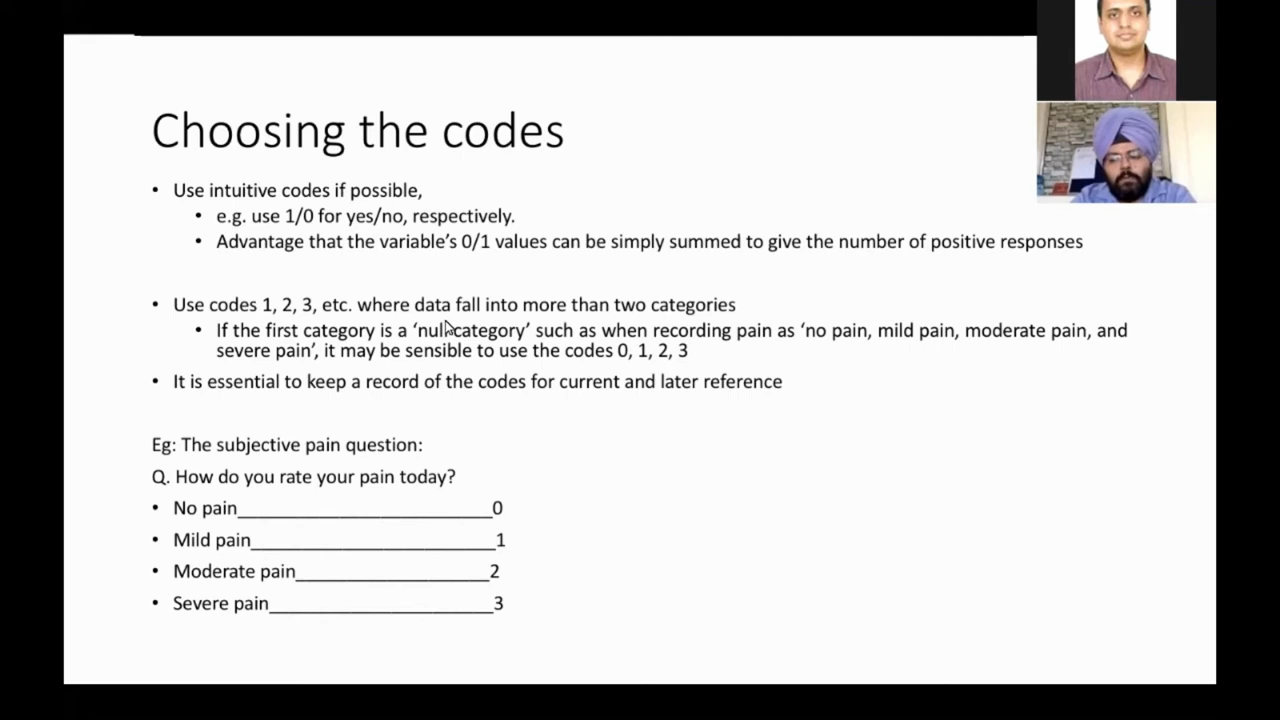 Choosing the codes
• Use intuitive codes if possible,
• e.g. use 1/0 for yes/no, respectively.
• Advantage that the variable’s 0/1 values can be simply summed to give the number of positive responses
• Use codes 1, 2, 3, etc. where data fall into more than two categories
• If the first category is a ‘null category’ such as when recording pain as ‘no pain, mild pain, moderate pain, and
severe pain’, it may be sensible to use the codes 0, 1, 2, 3
• It is essential to keep a record of the codes for current and later reference
Eg: The subjective pain question:
Q. How do you rate your pain today?
• No pain________________________0
• Mild pain_______________________1
• Moderate pain__________________2
• Severe pain_____________________3